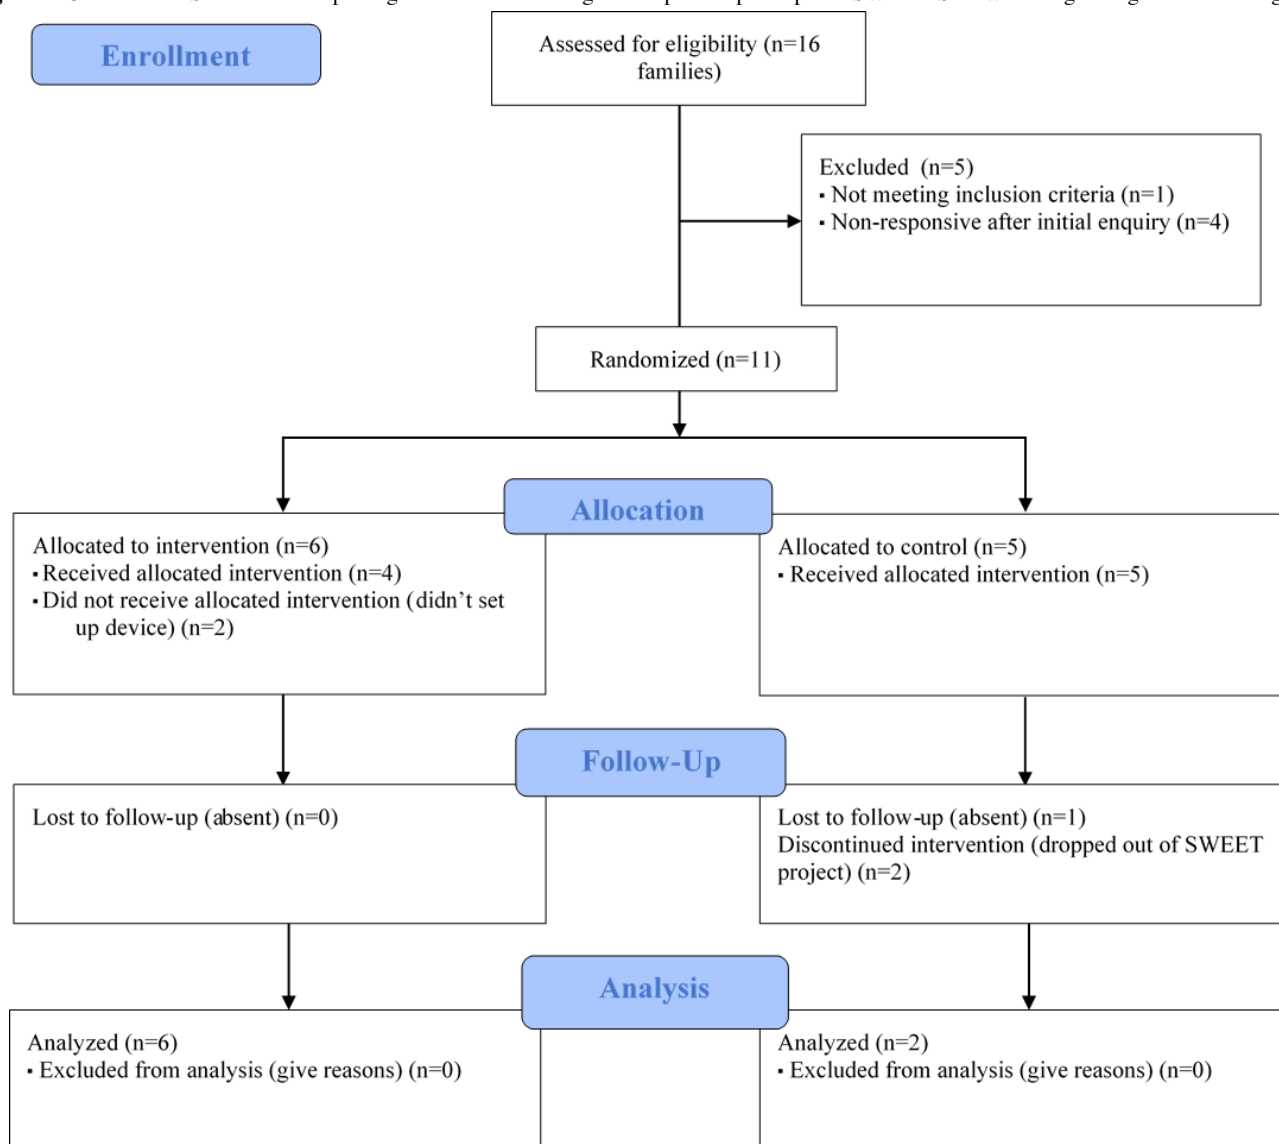 Enrollment
Assessed for eligibility (n=16
families)
Excluded (n=5)
▪ Not meeting inclusion criteria (n=1)
▪ Non-responsive after initial enquiry (n=4)
Randomized (n=11)
Allocation
Allocated to intervention (n=6)
▪ Received allocated intervention (n=4)
▪ Did not receive allocated intervention (didn’t set
up device) (n=2)
Allocated to control (n=5)
▪ Received allocated intervention (n=5)
Follow-Up
Lost to follow-up (absent) (n=0)
Lost to follow-up (absent) (n=1)
Discontinued intervention (dropped out of SWEET
project) (n=2)
Analysis
Analyzed (n=6)
▪ Excluded from analysis (give reasons) (n=0)
Analyzed (n=2)
▪ Excluded from analysis (give reasons) (n=0)